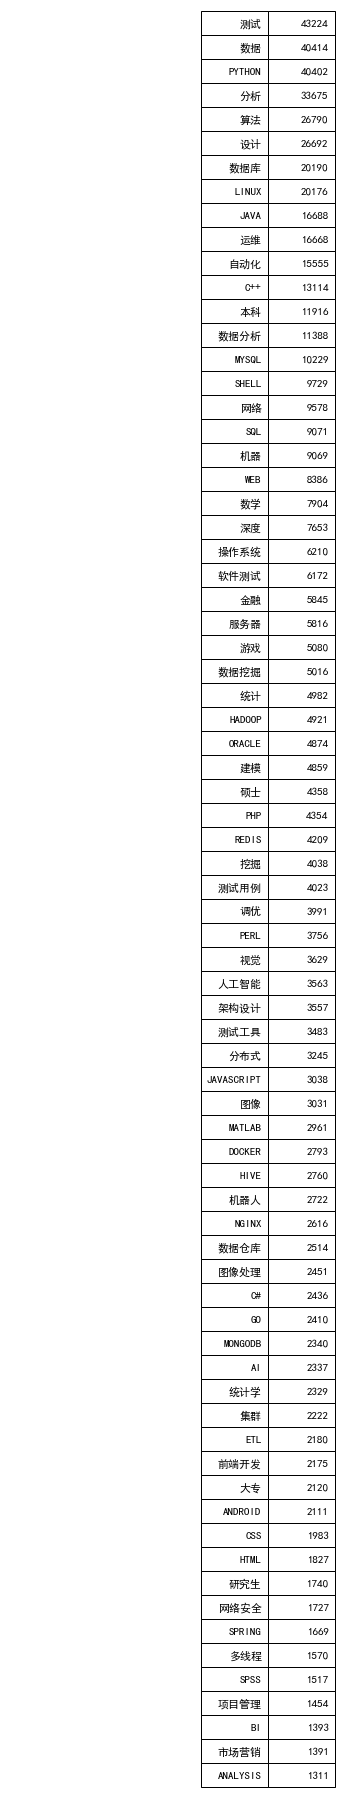 测试 43224
数据 40414
PYTHON 40402
分析 33675
算法 26790
设计 26692
数据库 20190
LINUX 20176
JAVA 16688
运维 16668
自动化 15555
C++ 13114
本科 11916
数据分析 11388
MYSQL 10229
SHELL 9729
网络 9578
SQL 9071
机器 9069
WEB 8386
数学 7904
深度 7653
操作系统 6210
软件测试 6172
金融 5845
服务器 5816
游戏 5080
数据挖掘 5016
统计 4982
HADOOP 4921
ORACLE 4874
建模 4859
硕士 4358
PHP 4354
REDIS 4209
挖掘 4038
测试用例 4023
调优 3991
PERL 3756
视觉 3629
人工智能 3563
架构设计 3557
测试工具 3483
分布式 3245
JAVASCRIPT 3038
图像 3031
MATLAB 2961
DOCKER 2793
HIVE 2760
机器人 2722
NGINX 2616
数据仓库 2514
图像处理 2451
C# 2436
GO 2410
MONGODB 2340
AI 2337
统计学 2329
集群 2222
ETL 2180
前端开发 2175
大专 2120
ANDROID 2111
CSS 1983
HTML 1827
研究生 1740
网络安全 1727
SPRING 1669
多线程 1570
SPSS 1517
项目管理 1454
BI 1393
市场营销 1391
ANALYSIS 1311